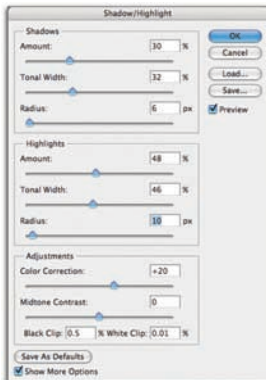 Shadow/Highlight
Shadows
Amount: 30 %
Tonal Width: 32 %
Radius: 6 px
Highlights
Amount: 48 %
Tonal Width: 46 %
Radius: 10 px
Adjustments
Color Correction: +20
Midtone Contrast: 0
Black Clip: 0.5 % White Clip: 0.01 %
Save As Defaults
Show More Options
OK
Cancel
Load...
Save...
Preview